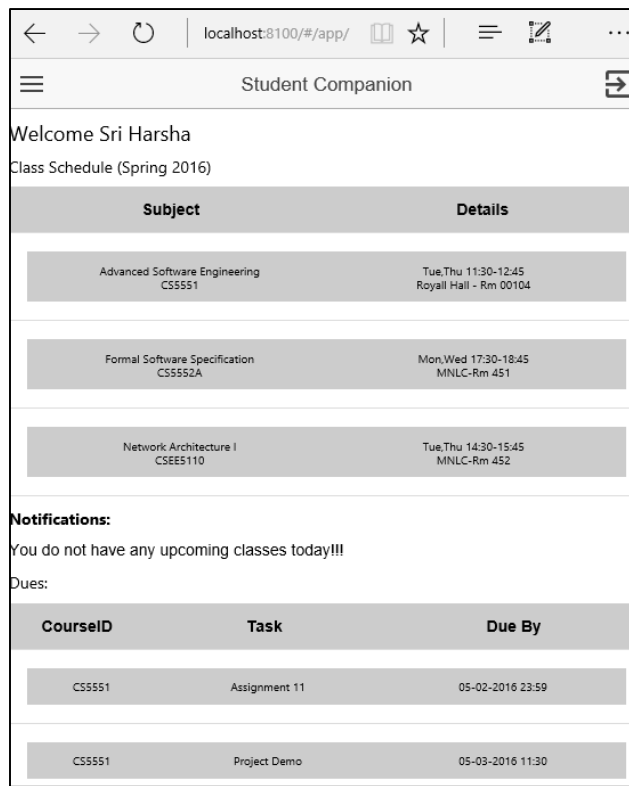 localhost:8100/#/app/
Student Companion
Welcome Sri Harsha
Class Schedule (Spring 2016)
Subject Details
Advanced Software Engineering Tue,Thu 11:30-12:45
CS5551 Royall Hall - Rm 00104
Formal Software Specification Mon,Wed 17:30-18:45
CS5552A MNLC-Rm 451
Network Architecture I Tue,Thu 14:30-15:45
CSEE5110 MNLC-Rm 452
Notifications:
You do not have any upcoming classes today!!!
Dues:
CourseID Task Due By
CS5551 Assignment 11 05-02-2016 23:59
CS5551 Project Demo 05-03-2016 11:30